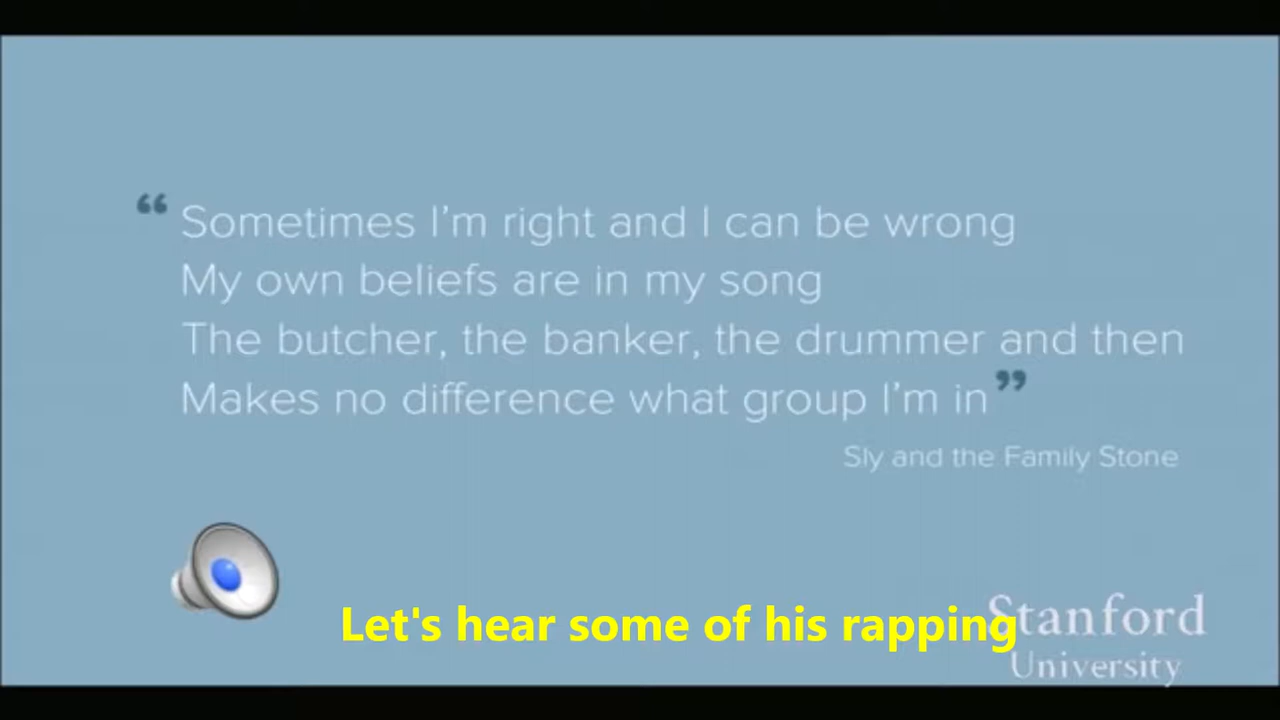 “Sometimes I’m right and I can be wrong
My own beliefs are in my song
The butcher, the banker, the drummer and then
Makes no difference what group I’m in”
Sly and the Family Stone
Let's hear some of his rapping
Stanford
University